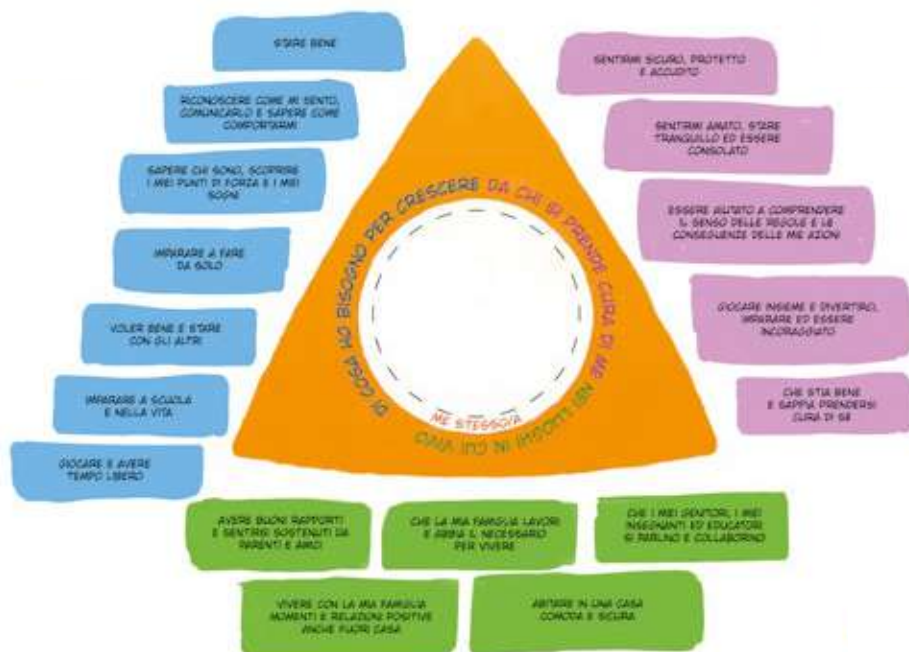 STARE BENE
RICONOSCERE COME MI SENTO,
COMUNICARLO E SAPERE COME
COMPORTARMI
SAPERE CHI SONO, SCOPRIRE
I MIEI PUNTI DI FORZA E I MIEI
SOGNI
IMPARARE A FARE
DA SOLO
VOLER BENE E STARE
CON GLI ALTRI
IMPARARE A SCUOLA
E NELLA VITA
GIOCARE E AVERE
TEMPO LIBERO
DI COSA HO BISOGNO PER CRESCERE
DA CHI SI PRENDE CURA DI ME
NEI LUOGHI IN CUI VIVO
ME STESSO/A
SENTIRMI SICURO, PROTETTO
E ACCUDITO
SENTIRMI AMATO, STARE
TRANQUILLO ED ESSERE
CONSOLATO
ESSERE AIUTATO A COMPRENDERE
IL SENSO DELLE REGOLE E LE
CONSEGUENZE DELLE MIE AZIONI
GIOCARE INSIEME E DIVERTIRCI,
IMPARARE ED ESSERE
INCORAGGIATO
CHE STIA BENE
E SAPPIA PRENDERSI
CURA DI SÉ
AVERE BUONI RAPPORTI
E SENTIRSI SOSTENUTI DA
PARENTI E AMICI
CHE LA MIA FAMIGLIA LAVORI
E ABBIA IL NECESSARIO
PER VIVERE
CHE I MIEI GENITORI, I MIEI
INSEGNANTI ED EDUCATORI
SI PARLINO E COLLABORINO
VIVERE CON LA MIA FAMIGLIA
MOMENTI E RELAZIONI POSITIVE
ANCHE FUORI CASA
ABITARE IN UNA CASA
COMODA E SICURA